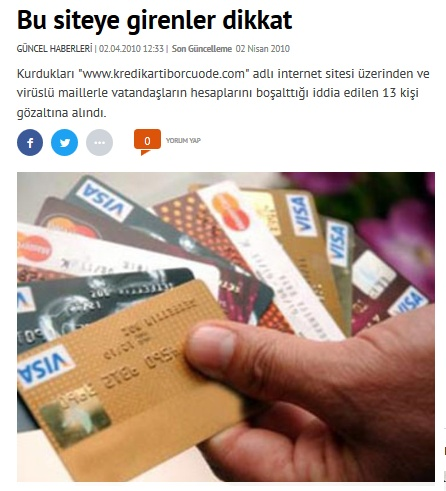 Bu siteye girenler dikkat
GÜNCEL HABERLERİ | 02.04.2010 12:33 | Son Güncelleme 02 Nisan 2010
Kurdukları "www.kredikartiborcuode.com" adlı internet sitesi üzerinden ve
virüslü maillerle vatandaşların hesaplarını boşalttığı iddia edilen 13 kişi
gözaltına alındı.
0
YORUM YAP
VISA
VISA
VISA
VISA
VISA